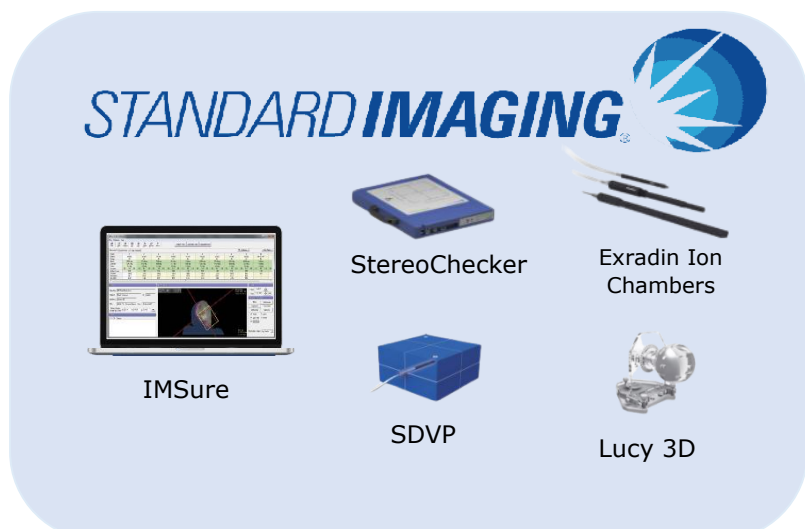 STANDARD IMAGING®
StereoChecker
Exradin Ion
Chambers
IMSure
SDVP
Lucy 3D